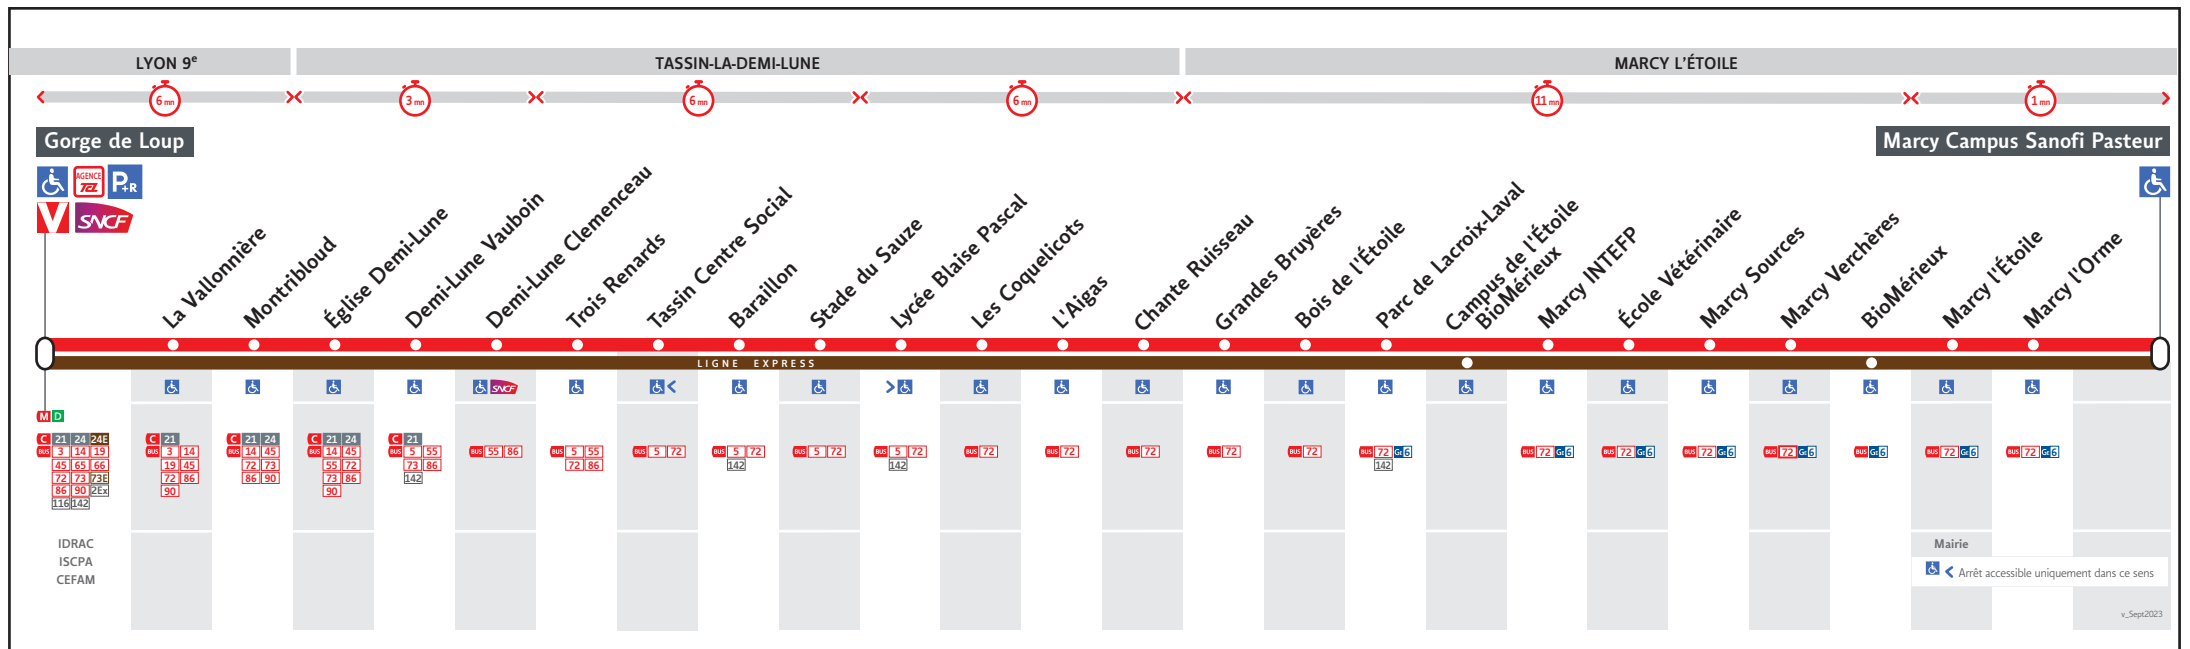 LYON 9e
TASSIN-LA-DEMI-LUNE
MARCY L'ÉTOILE
6 mn
3 mn
6 mn
6 mn
11 mn
1 mn
Gorge de Loup
Marcy Campus Sanofi Pasteur
AGENCE
TCL
P+R
SNCF
La Vallonnière
Montribloud
Église Demi-Lune
Demi-Lune Vauboin
Demi-Lune Clemenceau
Trois Renards
Tassin Centre Social
Baraillon
Stade du Sauze
Lycée Blaise Pascal
Les Coquelicots
L'Aigas
Chante Ruisseau
Grandes Bruyères
Bois de l'Étoile
Parc de Lacroix-Laval
Campus de l'Étoile
BioMérieux
Marcy INTEFP
École Vétérinaire
Marcy Sources
Marcy Verchères
BioMérieux
Marcy l'Étoile
Marcy l'Orme
LIGNE EXPRESS
SNCF
M D
C 21 24 24E
BUS 3 14 19
45 65 66
72 73 73E
86 90 2Ex
116 142
C 21
BUS 3 14
19 45
72 86
90
C 21 24
BUS 14 45
72 73
86 90
C 21 24
BUS 14 45
55 72
73 86
90
C 21
BUS 5 55
73 86
142
BUS 55 86
BUS 5 55
72 86
BUS 5 72
BUS 5 72
142
BUS 5 72
BUS 5 72
142
BUS 72
BUS 72
BUS 72
BUS 72
BUS 72
BUS 72 GE6
142
BUS 72 GE6
BUS 72 GE6
BUS 72 GE6
BUS 72 GE6
BUS GE6
BUS 72 GE6
BUS 72 GE6
IDRAC
ISCPA
CEFAM
Mairie
< Arrêt accessible uniquement dans ce sens
v_Sept2023